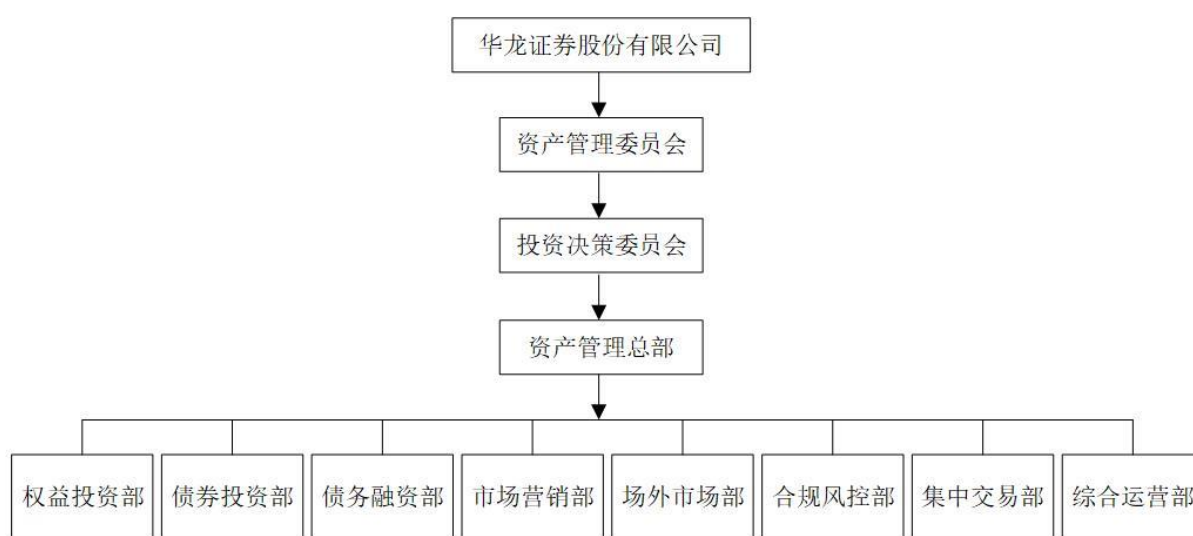 华龙证券股份有限公司
资产管理委员会
投资决策委员会
资产管理总部
权益投资部
债券投资部
债务融资部
市场营销部
场外市场部
合规风控部
集中交易部
综合运营部